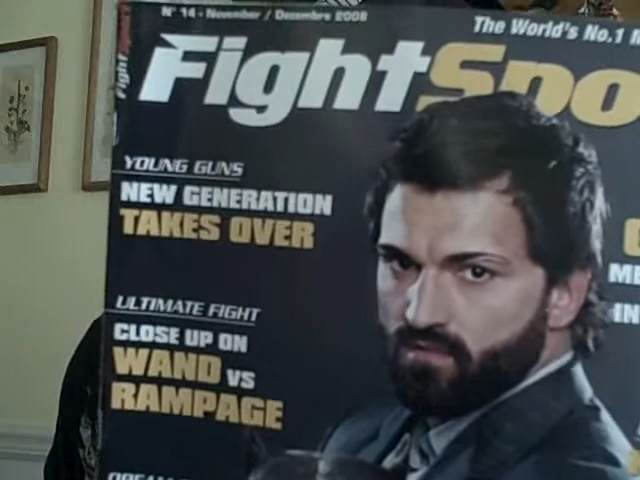 N° 14 - November / Decembre 2008
The World's No.1
FightSpo
YOUNG GUNS
NEW GENERATION
TAKES OVER
ULTIMATE FIGHT
CLOSE UP ON
WAND VS
RAMPAGE
IN